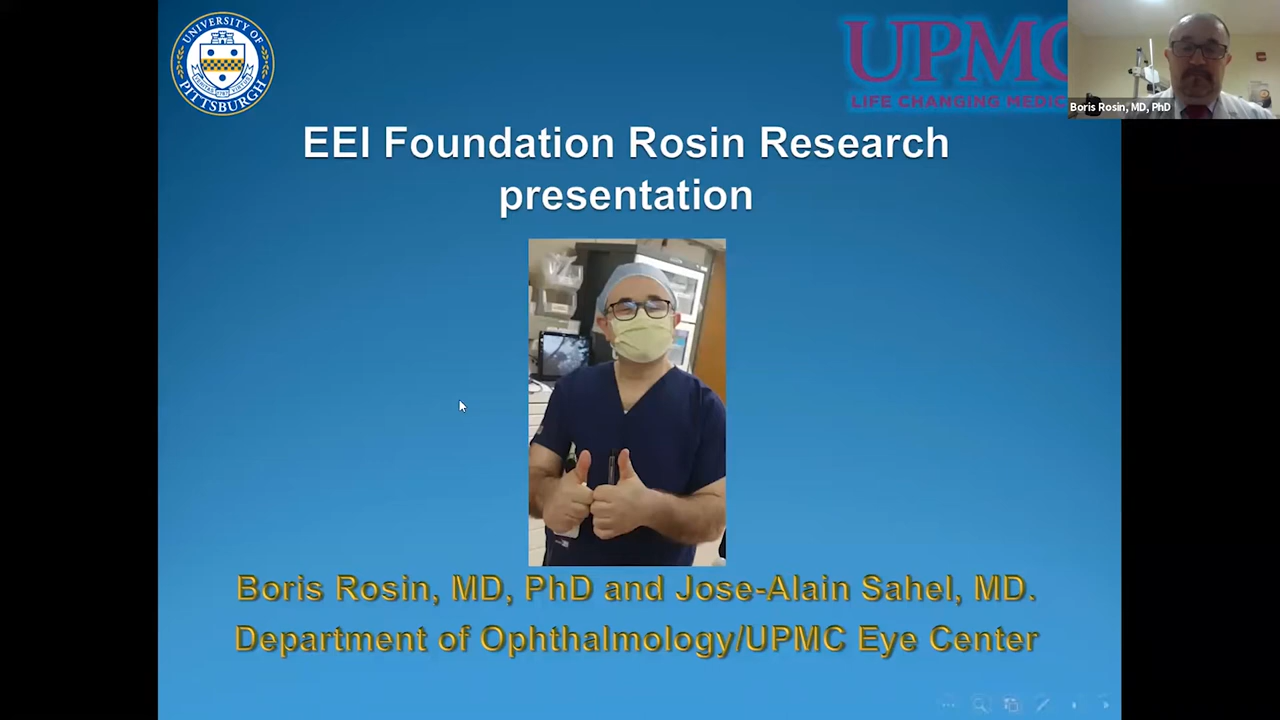 UNIVERSITY OF
PITTSBURGH
UPMC
LIFE CHANGING
Boris Rosin, MD, PhD
EEI Foundation Rosin Research
presentation
Boris Rosin, MD, PhD and Jose-Alain Sahel, MD.
Department of Ophthalmology/UPMC Eye Center